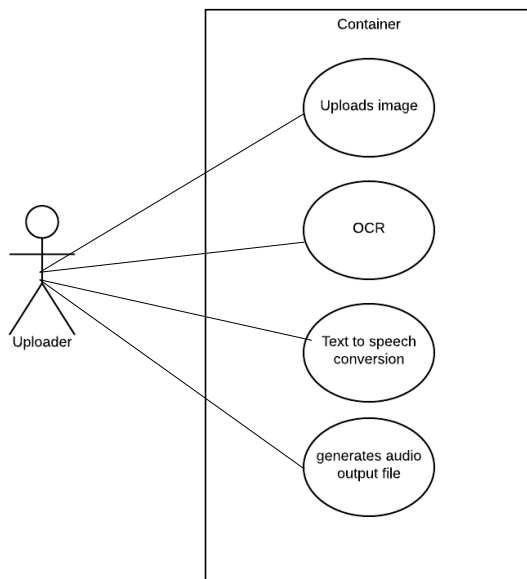 Container
Uploads image
OCR
Uploader
Text to speech
conversion
generates audio
output file